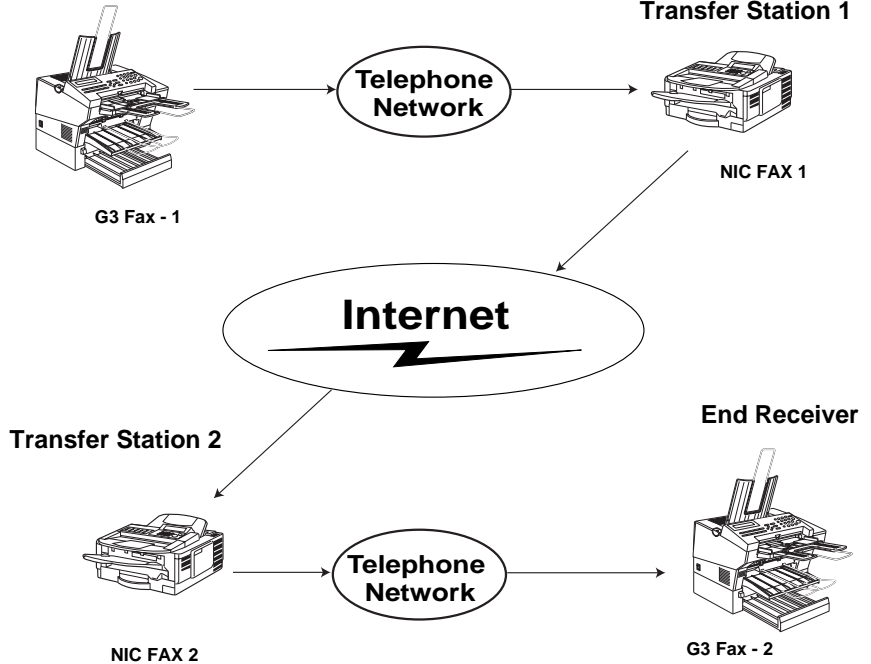 Transfer Station 1
Telephone
Network
NIC FAX 1
G3 Fax - 1
Internet
End Receiver
Transfer Station 2
Telephone
Network
NIC FAX 2
G3 Fax - 2